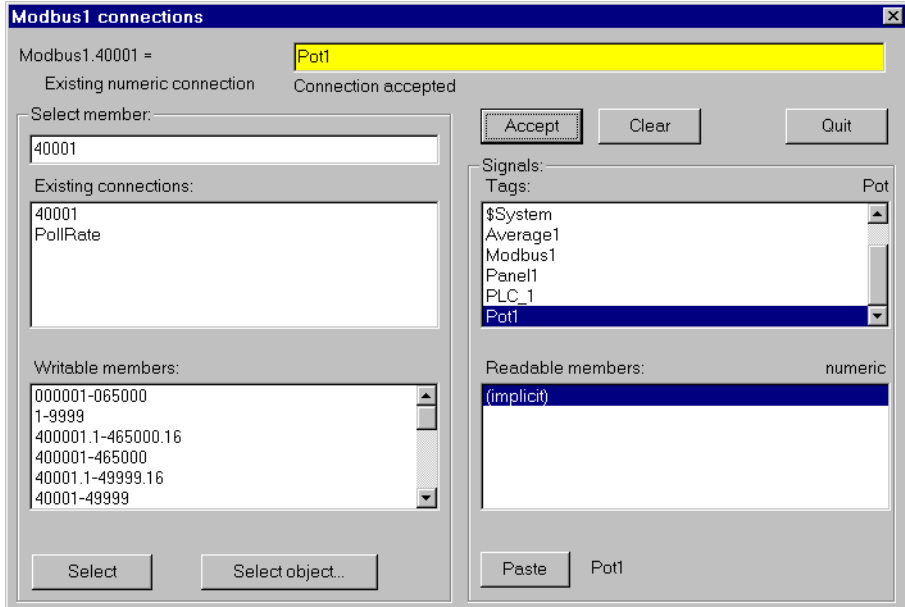 Modbus1 connections
Modbus1.40001 =
Pot1
Existing numeric connection
Connection accepted
Select member:
40001
Existing connections:
40001
PollRate
Writable members:
000001-065000
1-9999
400001.1-465000.16
400001-465000
40001.1-49999.16
40001-49999
Select
Select object...
Accept
Clear
Quit
Signals:
Tags:
Pot
$System
Average1
Modbus1
Panel1
PLC_1
Pot1
Readable members:
numeric
(implicit)
Paste
Pot1